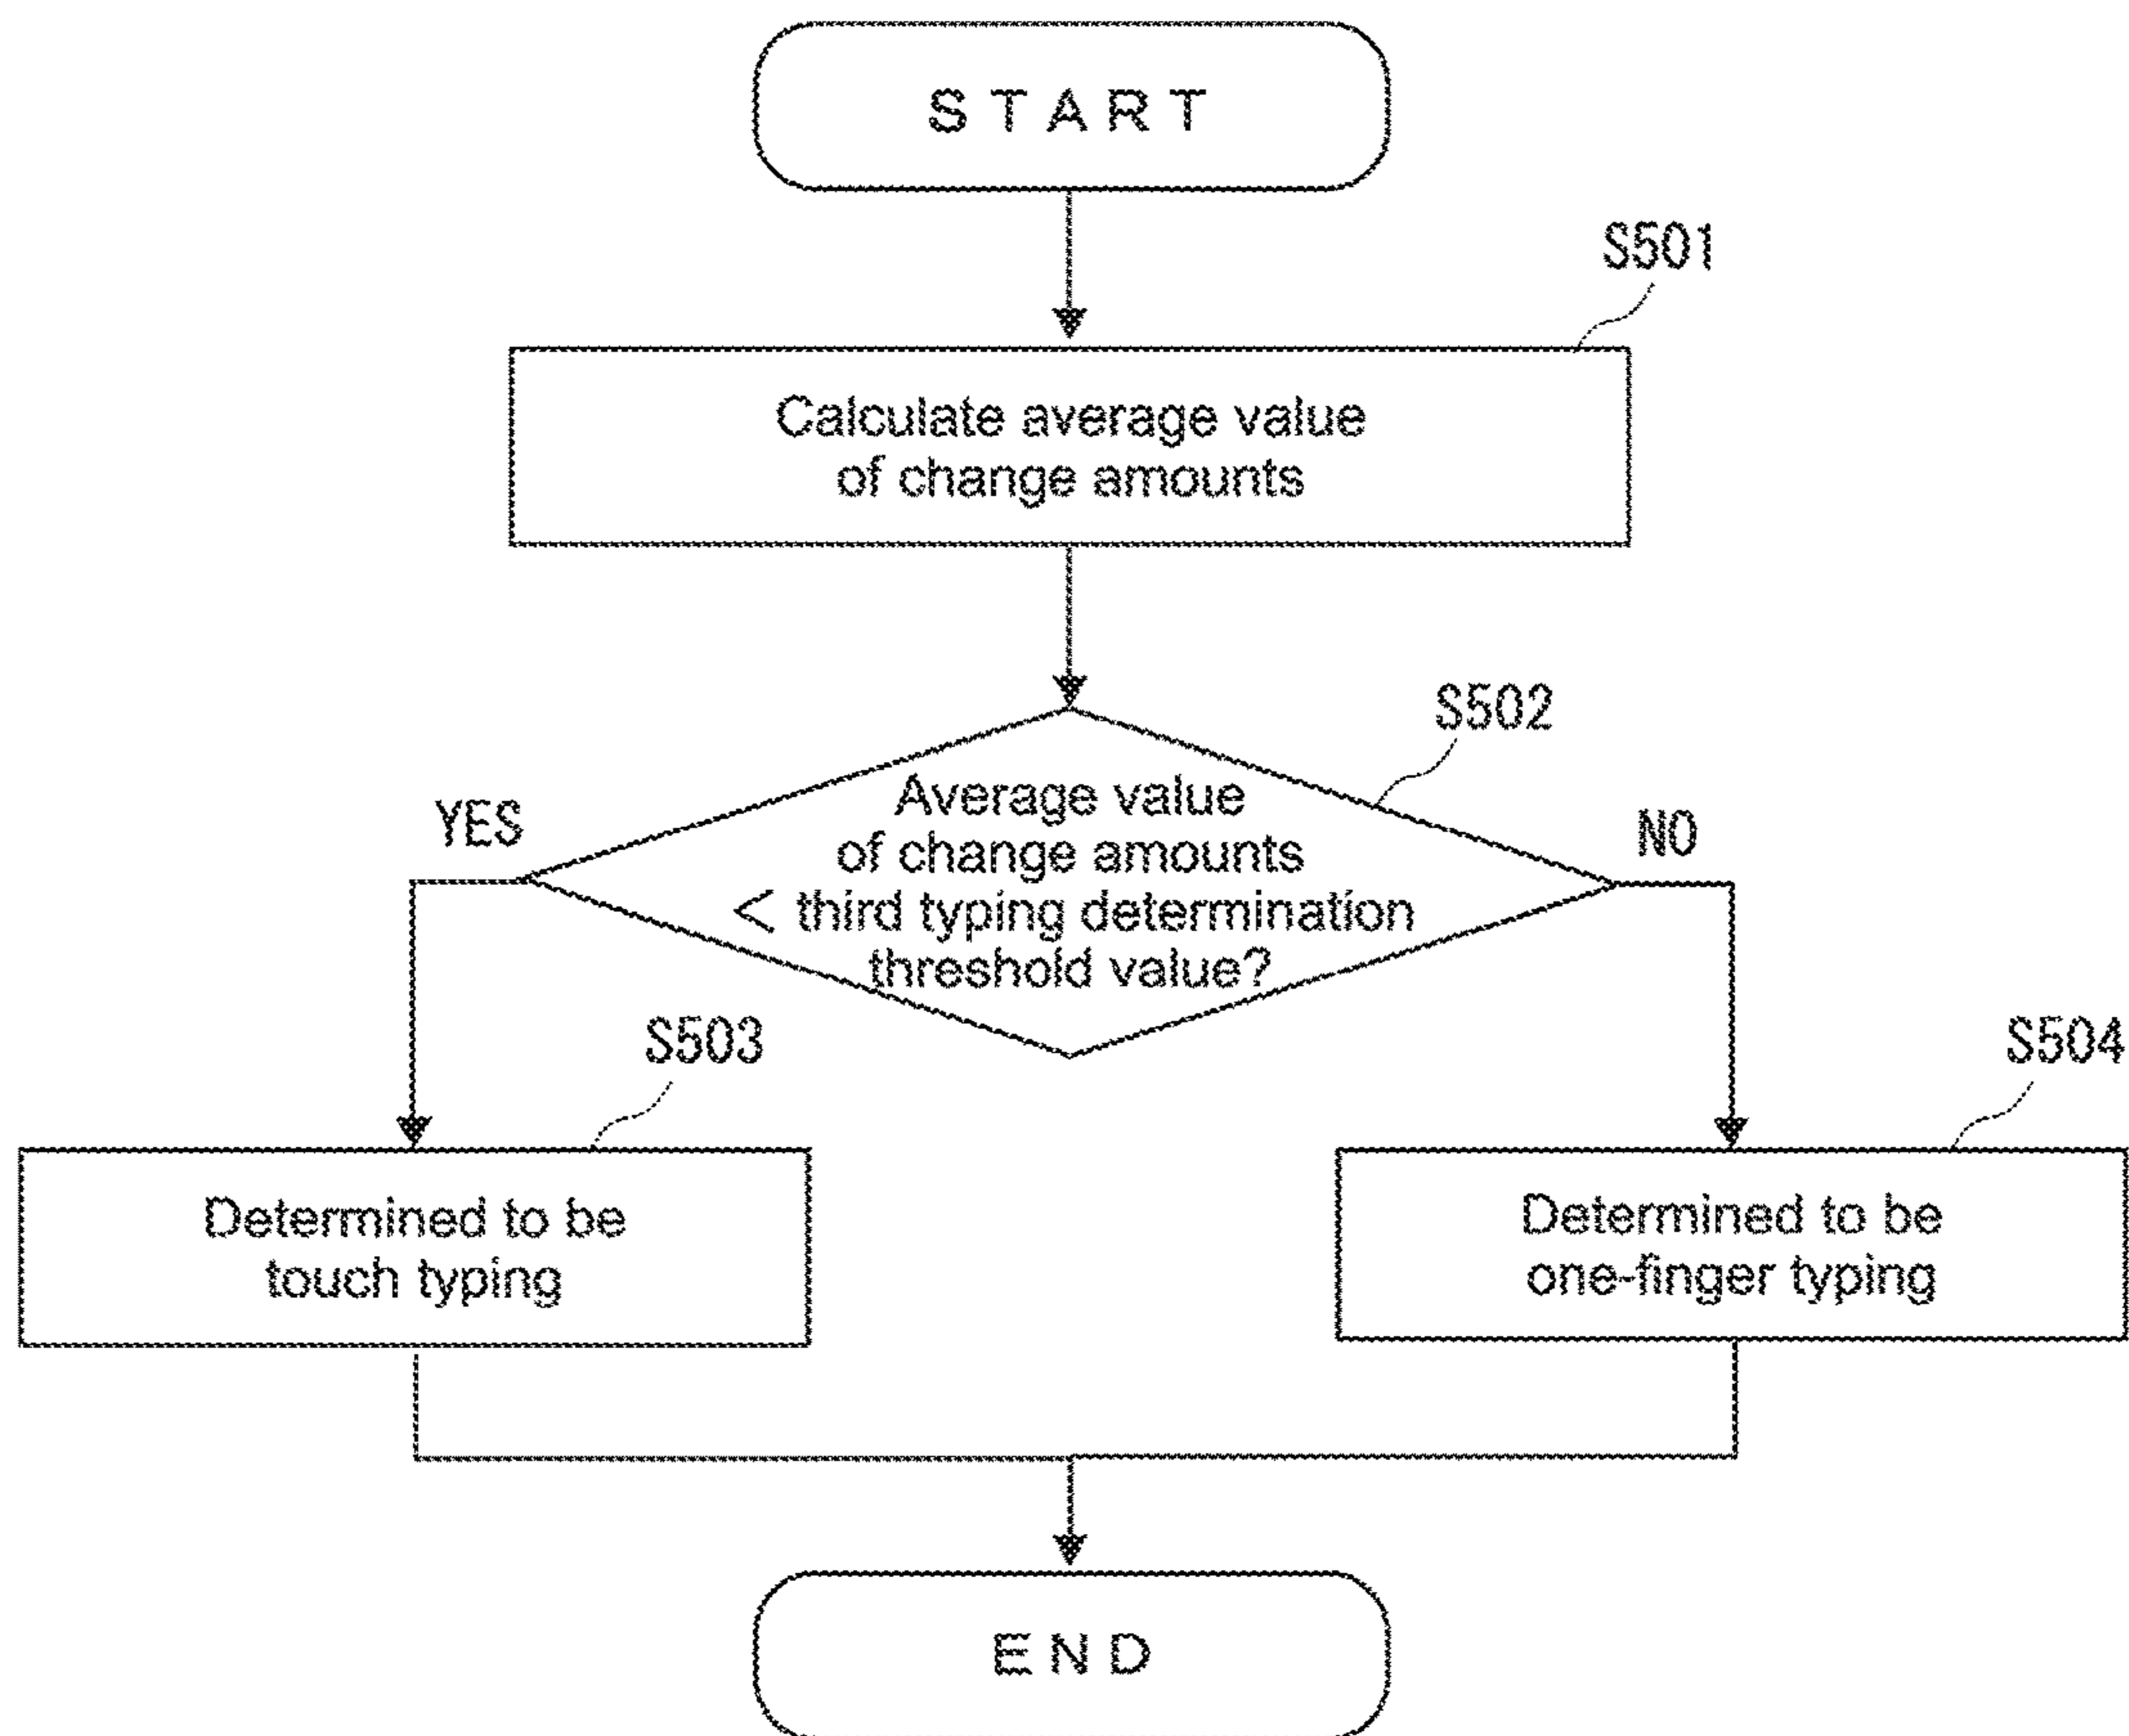 START
S501
Calculate average value
of change amounts
S502
YES
Average value
of change amounts
< third typing determination
threshold value?
NO
S503
Determined to be
touch typing
S504
Determined to be
one-finger typing
END